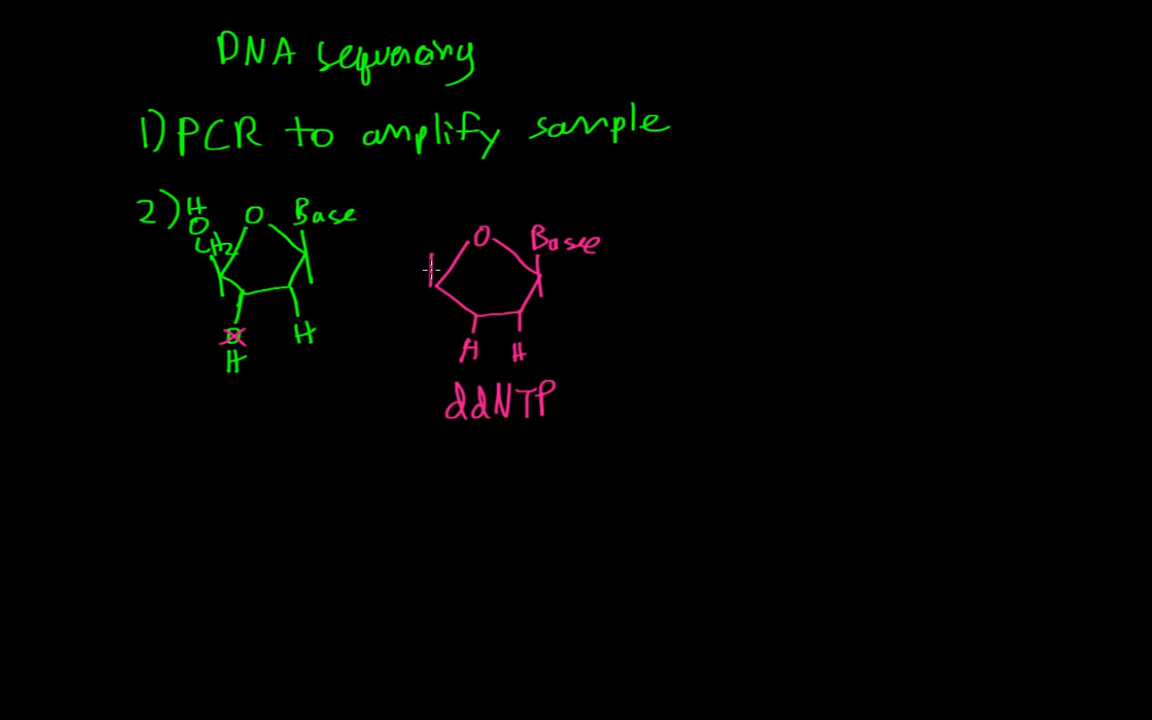 DNA sequencing
1) PCR to amplify sample
2)
H
O
CH2
O
Base
O
H
H
O
Base
H
H
ddNTP